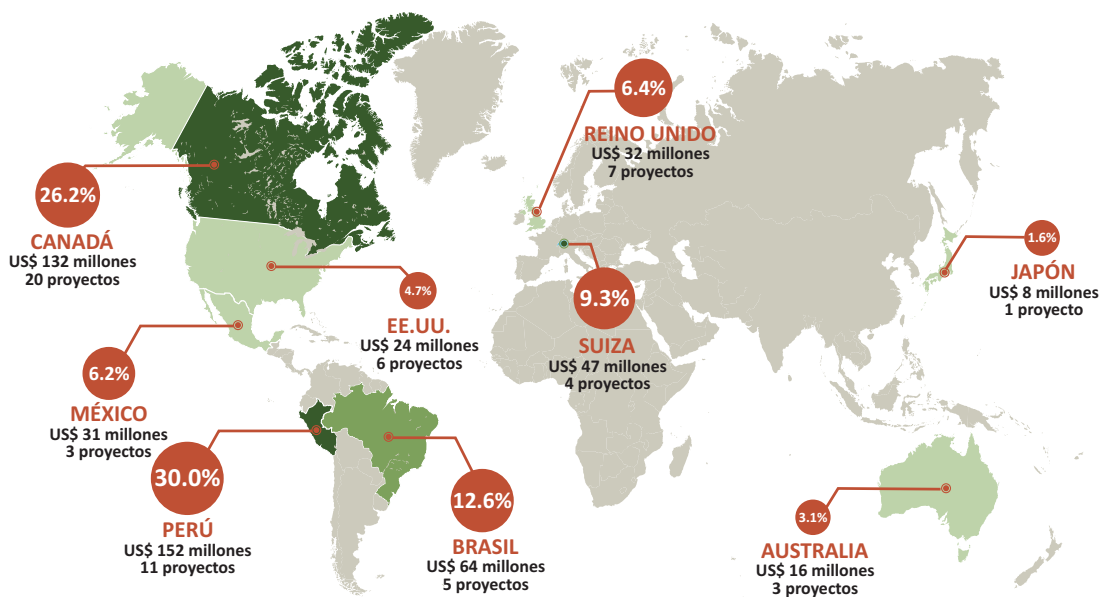 6.4%
REINO UNIDO
US$ 32 millones
7 proyectos
26.2%
CANADÁ
US$ 132 millones
20 proyectos
1.6%
JAPÓN
US$ 8 millones
1 proyecto
4.7%
EE.UU.
US$ 24 millones
6 proyectos
9.3%
SUIZA
US$ 47 millones
4 proyectos
6.2%
MÉXICO
US$ 31 millones
3 proyectos
30.0%
PERÚ
US$ 152 millones
11 proyectos
12.6%
BRASIL
US$ 64 millones
5 proyectos
3.1%
AUSTRALIA
US$ 16 millones
3 proyectos